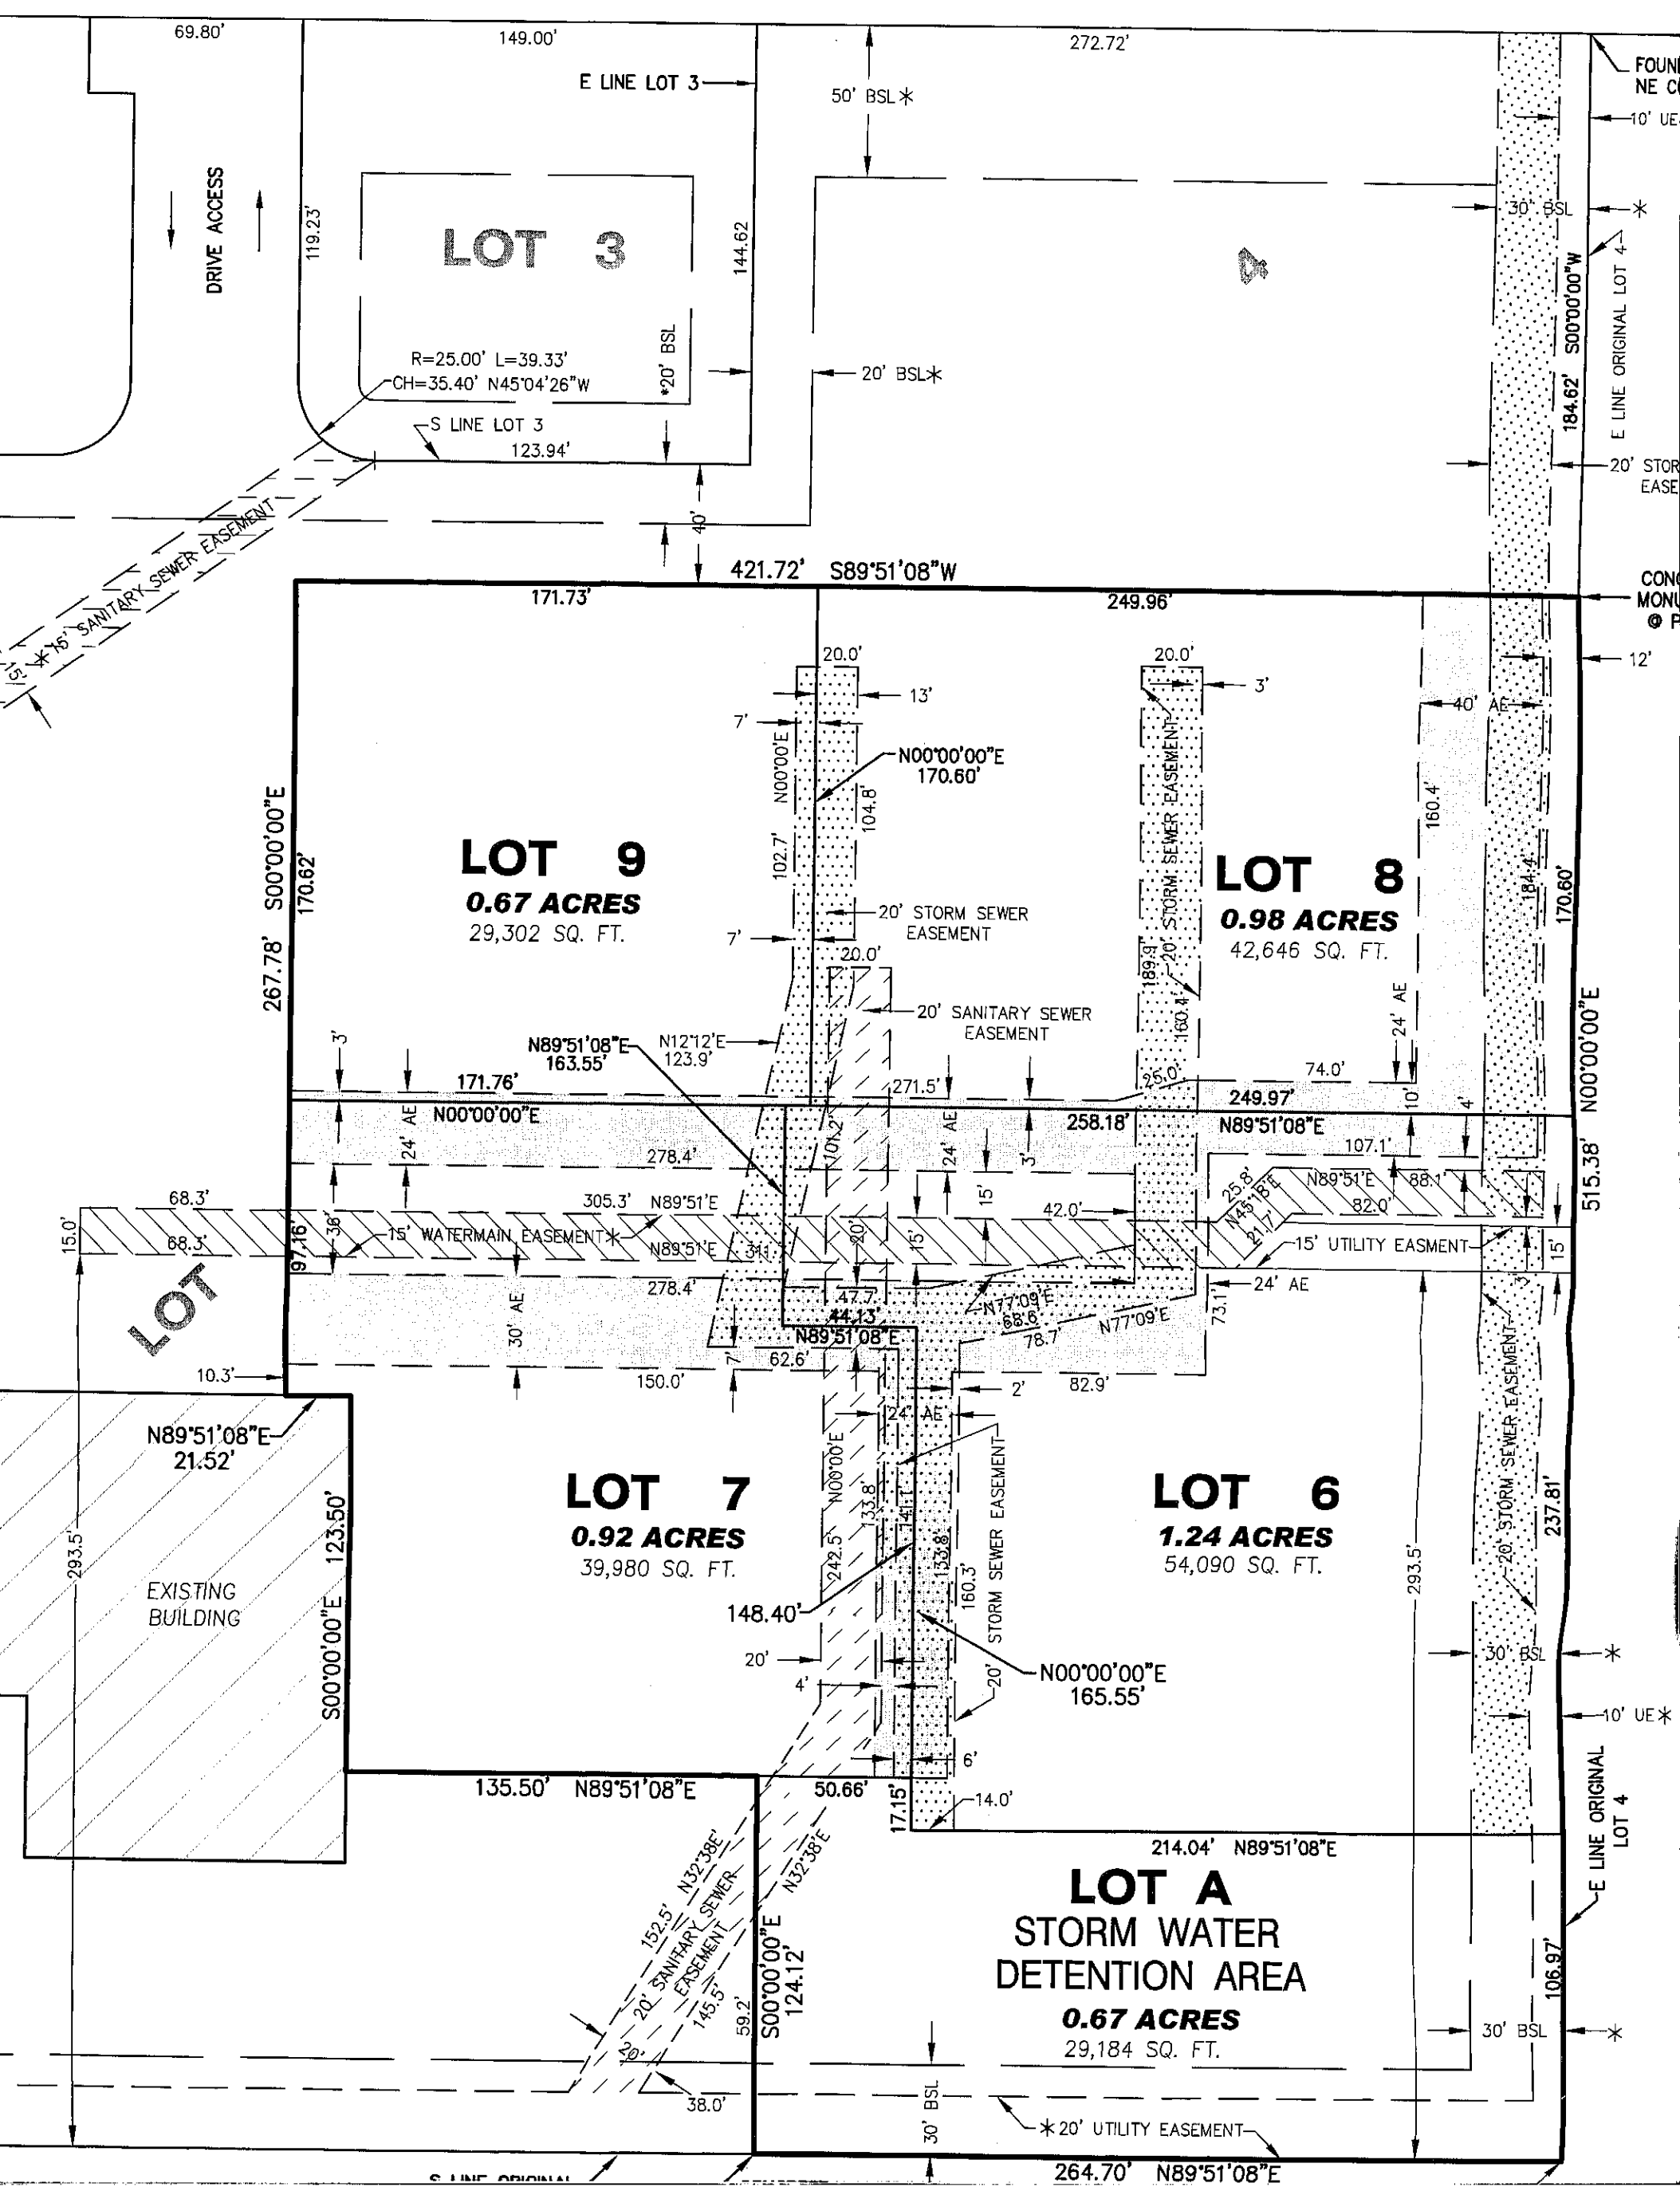 69.80'
149.00'
272.72'
E LINE LOT 3
50' BSL*
FOUN
NE C
10' UE
DRIVE ACCESS
119.23'
LOT 3
144.62
4
30' BSL
*
184.62' S00°00'00"W
E LINE ORIGINAL LOT 4
*20' BSL
R=25.00' L=39.33'
CH=35.40' N45°04'26"W
20' BSL*
S LINE LOT 3
123.94'
20' STOR
EASE
40'
15'
*15' SANITARY SEWER EASEMENT
421.72' S89°51'08"W
171.73'
249.96'
CONC
MONU
@ P
12'
20.0'
13'
7'
20.0'
3'
40' AE
N00°00'E
102.7'
N00°00'00"E
170.60'
104.8'
20' STORM SEWER EASEMENT
189.9'
160.4'
160.4'
184.4'
170.60'
267.78' S00°00'00"E
170.62'
LOT 9
0.67 ACRES
29,302 SQ. FT.
LOT 8
0.98 ACRES
42,646 SQ. FT.
7'
20' STORM SEWER
EASEMENT
20.0'
20' SANITARY SEWER
EASEMENT
24' AE
N89°51'08"E
163.55'
N12°12'E
123.9'
3'
171.76'
271.5'
25.0'
74.0'
N00°00'00"E
24' AE
24' AE
3'
258.18'
249.97'
N89°51'08"E
10'
4'
515.38' N00°00'00"E
278.4'
101.2'
107.1'
68.3'
305.3' N89°51'E
15'
42.0'
25.8'
N45°18'E
21.7'
N89°51'E
88.1'
82.0'
15.0'
36'
15' WATERMAIN EASEMENT*
68.3'
N89°51'E
20'
15'
15' UTILITY EASMENT
3'
15'
97.16'
278.4'
24' AE
LOT
30' AE
47.7'
44.13'
N89°51'08"E
N77°09'E
68.6'
78.7'
N77°09'E
73.1'
10.3'
7'
62.6'
150.0'
2'
82.9'
24' AE
N89°51'08"E
21.52'
N00°00'E
242.5'
133.8'
141.1'
133.8'
160.3'
20' STORM SEWER EASEMENT
20' STORM SEWER EASEMENT
LOT 7
0.92 ACRES
39,980 SQ. FT.
LOT 6
1.24 ACRES
54,090 SQ. FT.
237.81'
293.5'
EXISTING
BUILDING
S00°00'00"E 123.50'
293.5'
148.40'
20'
4'
N00°00'00"E
165.55'
30' BSL
*
10' UE*
6'
135.50' N89°51'08"E
50.66'
17.15'
14.0'
E LINE ORIGINAL
LOT 4
214.04' N89°51'08"E
152.5'
N32°38'E
N32°38'E
20' SANITARY SEWER
EASEMENT
145.5'
59.2'
S00°00'00"E
124.12'
LOT A
STORM WATER
DETENTION AREA
0.67 ACRES
29,184 SQ. FT.
106.97'
30' BSL
*
20'
38.0'
30' BSL
*20' UTILITY EASEMENT
264.70' N89°51'08"E
S LINE ORIGINAL